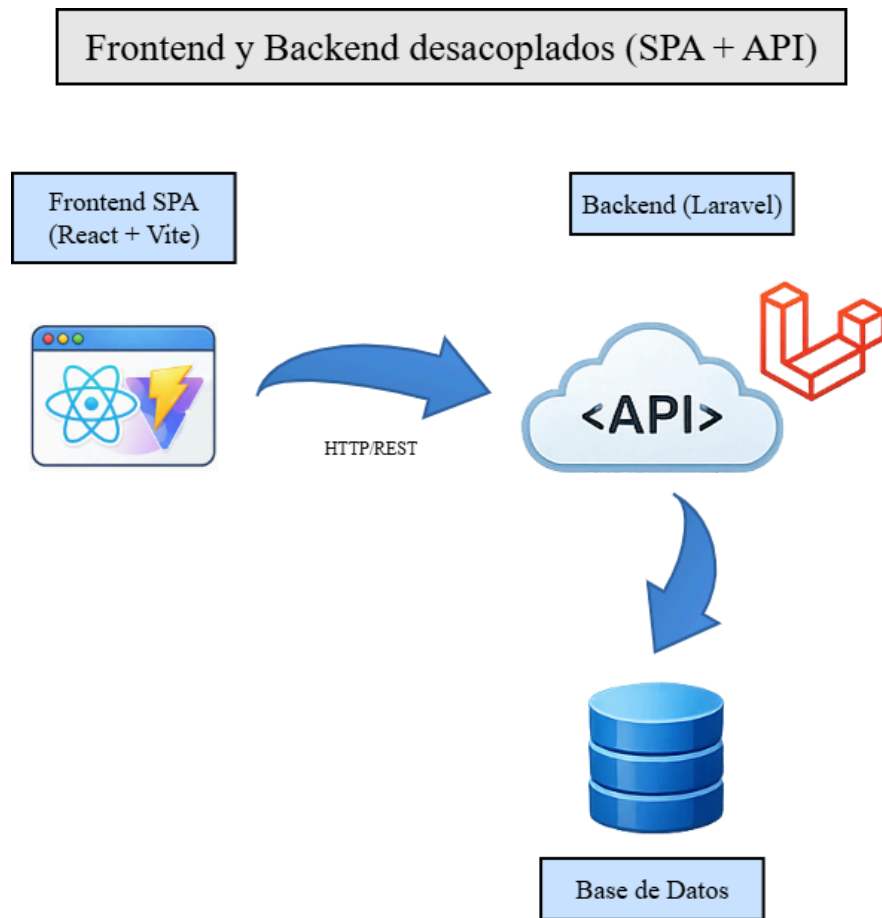 Frontend y Backend desacoplados (SPA + API)
Frontend SPA
(React + Vite)
Backend (Laravel)
<API>
HTTP/REST
Base de Datos